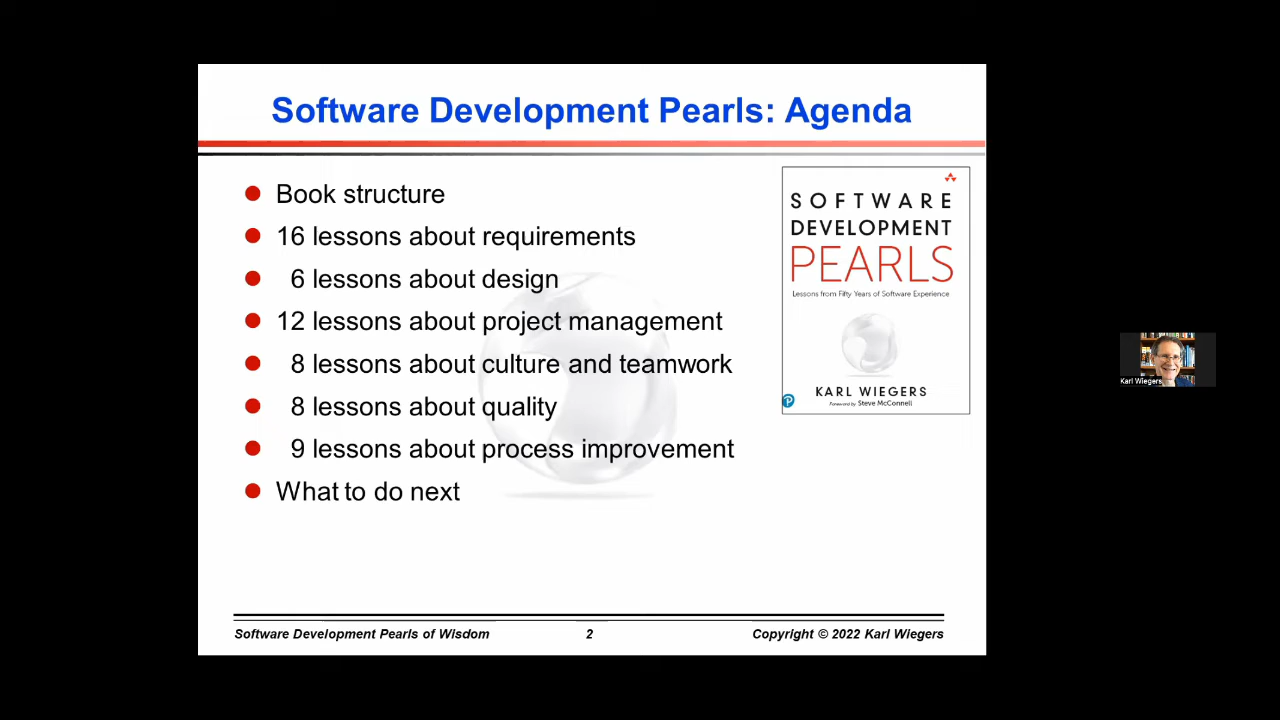 Software Development Pearls: Agenda
Book structure
16 lessons about requirements
6 lessons about design
12 lessons about project management
8 lessons about culture and teamwork
8 lessons about quality
9 lessons about process improvement
What to do next
SOFTWARE
DEVELOPMENT
PEARLS
Lessons from Fifty Years of Software Experience
KARL WIEGERS
Foreword by Steve McConnell
P
Karl Wiegers
Software Development Pearls of Wisdom 2 Copyright © 2022 Karl Wiegers